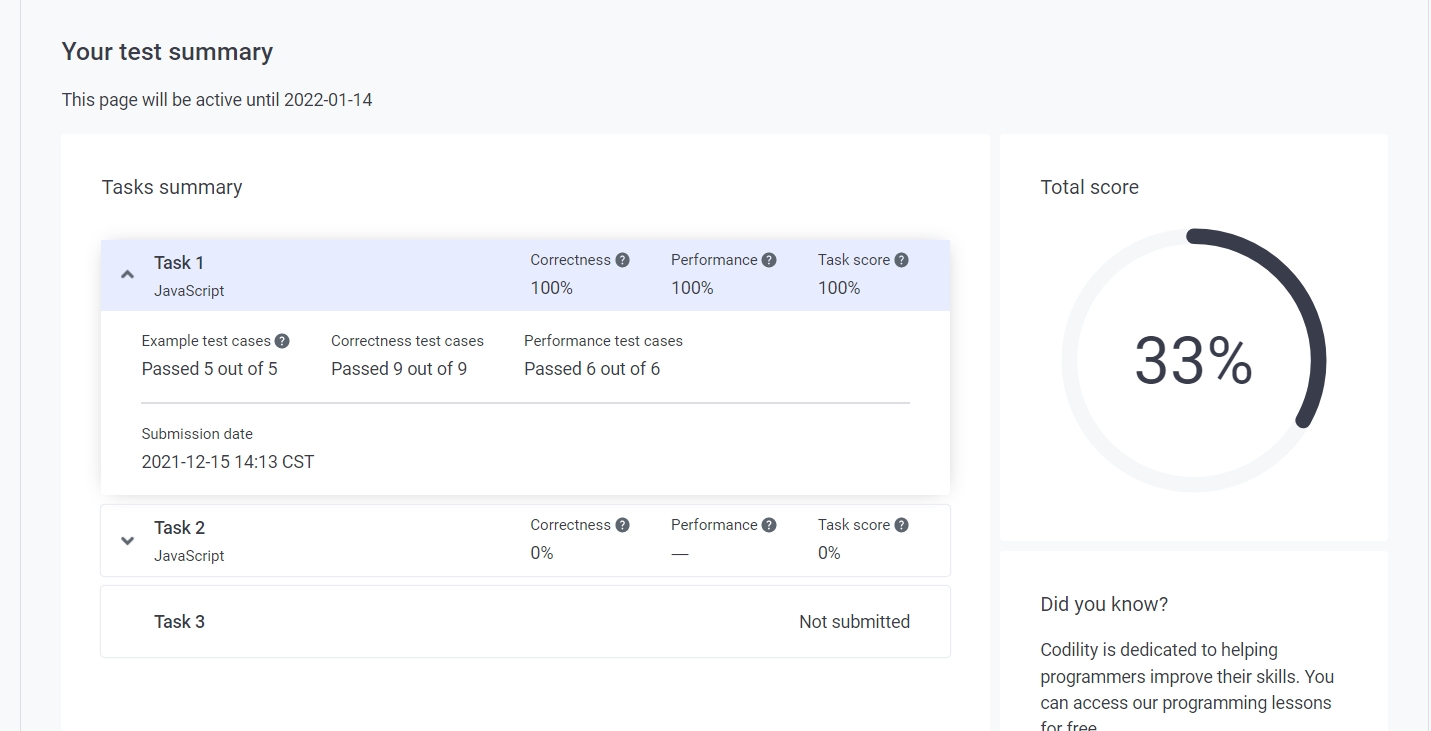 Your test summary
This page will be active until 2022-01-14
Tasks summary
Task 1
JavaScript
Correctness ?
100%
Performance ?
100%
Task score ?
100%
Example test cases ?
Passed 5 out of 5
Correctness test cases
Passed 9 out of 9
Performance test cases
Passed 6 out of 6
Submission date
2021-12-15 14:13 CST
Task 2
JavaScript
Correctness ?
0%
Performance ?
—
Task score ?
0%
Task 3
Not submitted
Total score
33%
Did you know?
Codility is dedicated to helping
programmers improve their skills. You
can access our programming lessons
for free